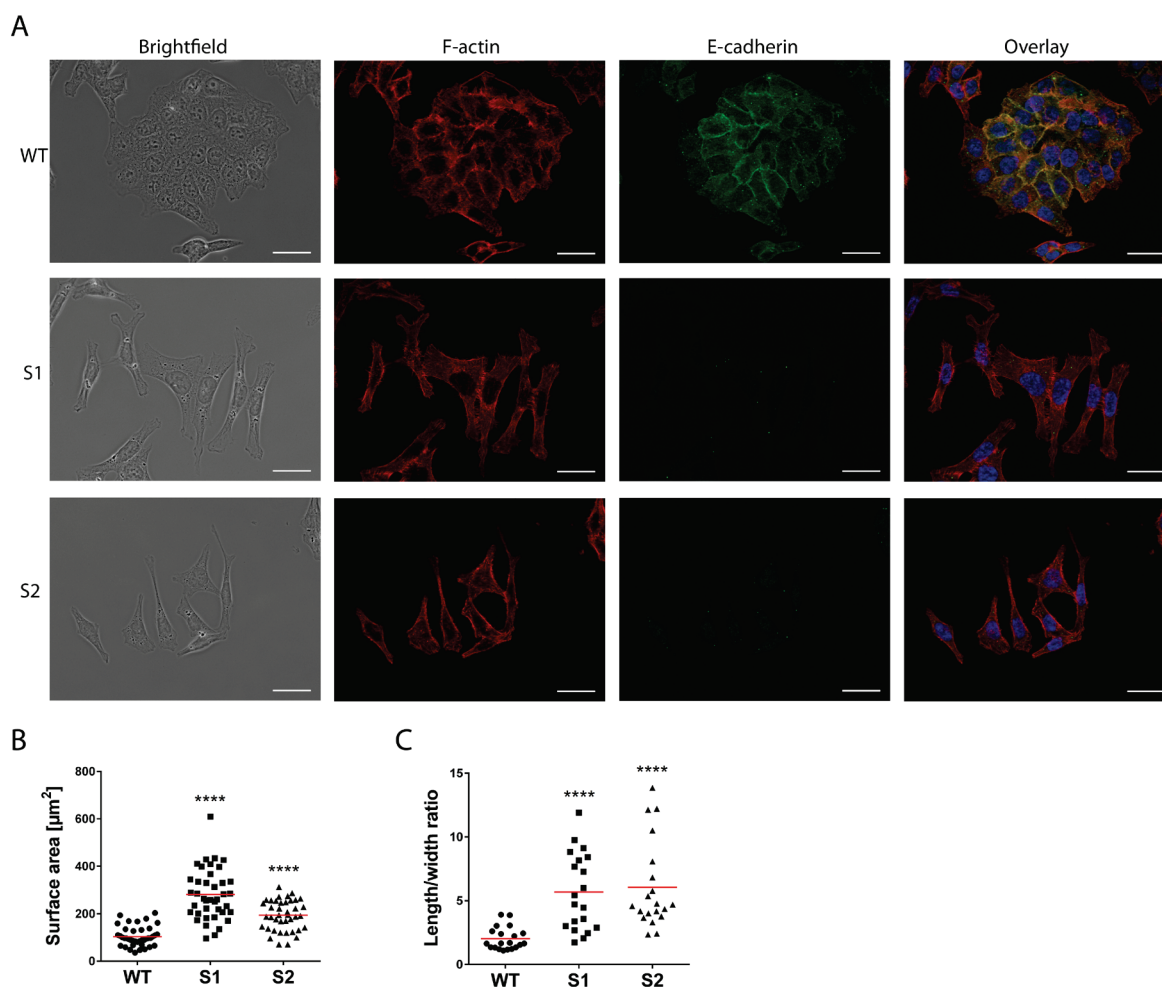 A
Brightfield
F-actin
E-cadherin
Overlay
WT
S1
S2
B
Surface area [µm²]
800
600
400
200
0
****
****
WT
S1
S2
C
Length/width ratio
15
10
5
0
****
****
WT
S1
S2